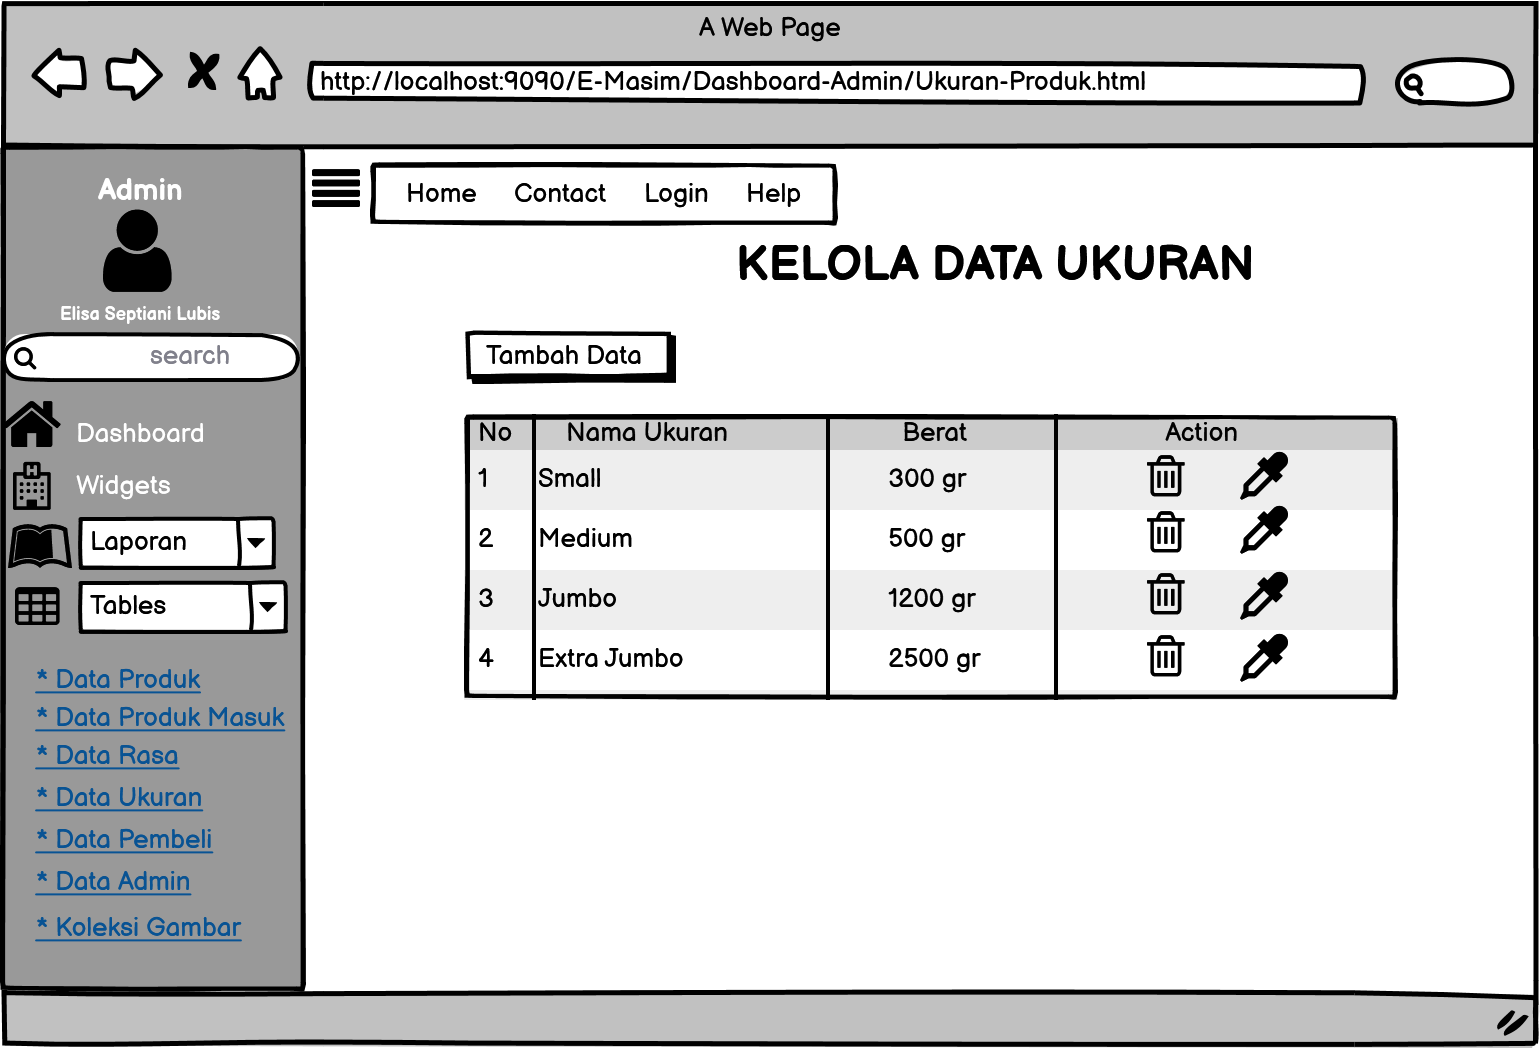 A Web Page
http://localhost:9090/E-Masim/Dashboard-Admin/Ukuran-Produk.html
Admin
Elisa Septiani Lubis
search
Dashboard
Widgets
Laporan
Tables
* Data Produk
* Data Produk Masuk
* Data Rasa
* Data Ukuran
* Data Pembeli
* Data Admin
* Koleksi Gambar
Home Contact Login Help
KELOLA DATA UKURAN
Tambah Data
No Nama Ukuran Berat Action
1 Small 300 gr
2 Medium 500 gr
3 Jumbo 1200 gr
4 Extra Jumbo 2500 gr